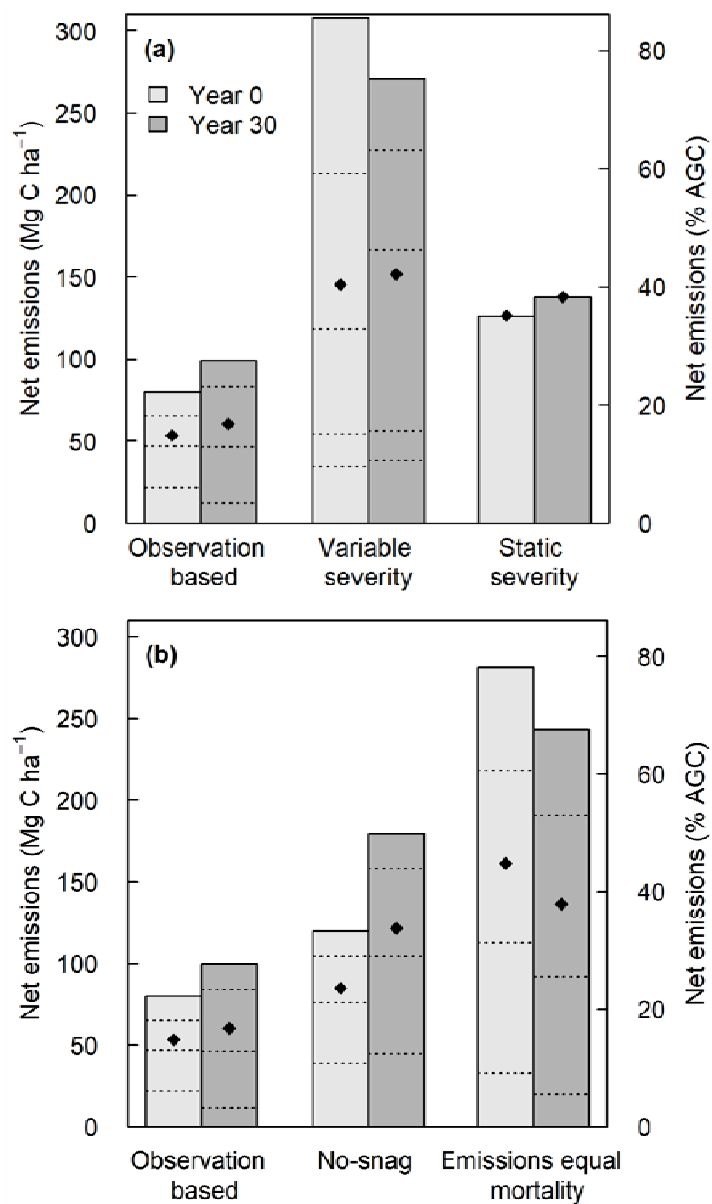 (a)
Year 0
Year 30
Net emissions (Mg C ha⁻¹)
300
250
200
150
100
50
0
Net emissions (% AGC)
80
60
40
20
0
Observation based
Variable severity
Static severity
(b)
Net emissions (Mg C ha⁻¹)
300
250
200
150
100
50
0
Net emissions (% AGC)
80
60
40
20
0
Observation based
No-snag
Emissions equal mortality